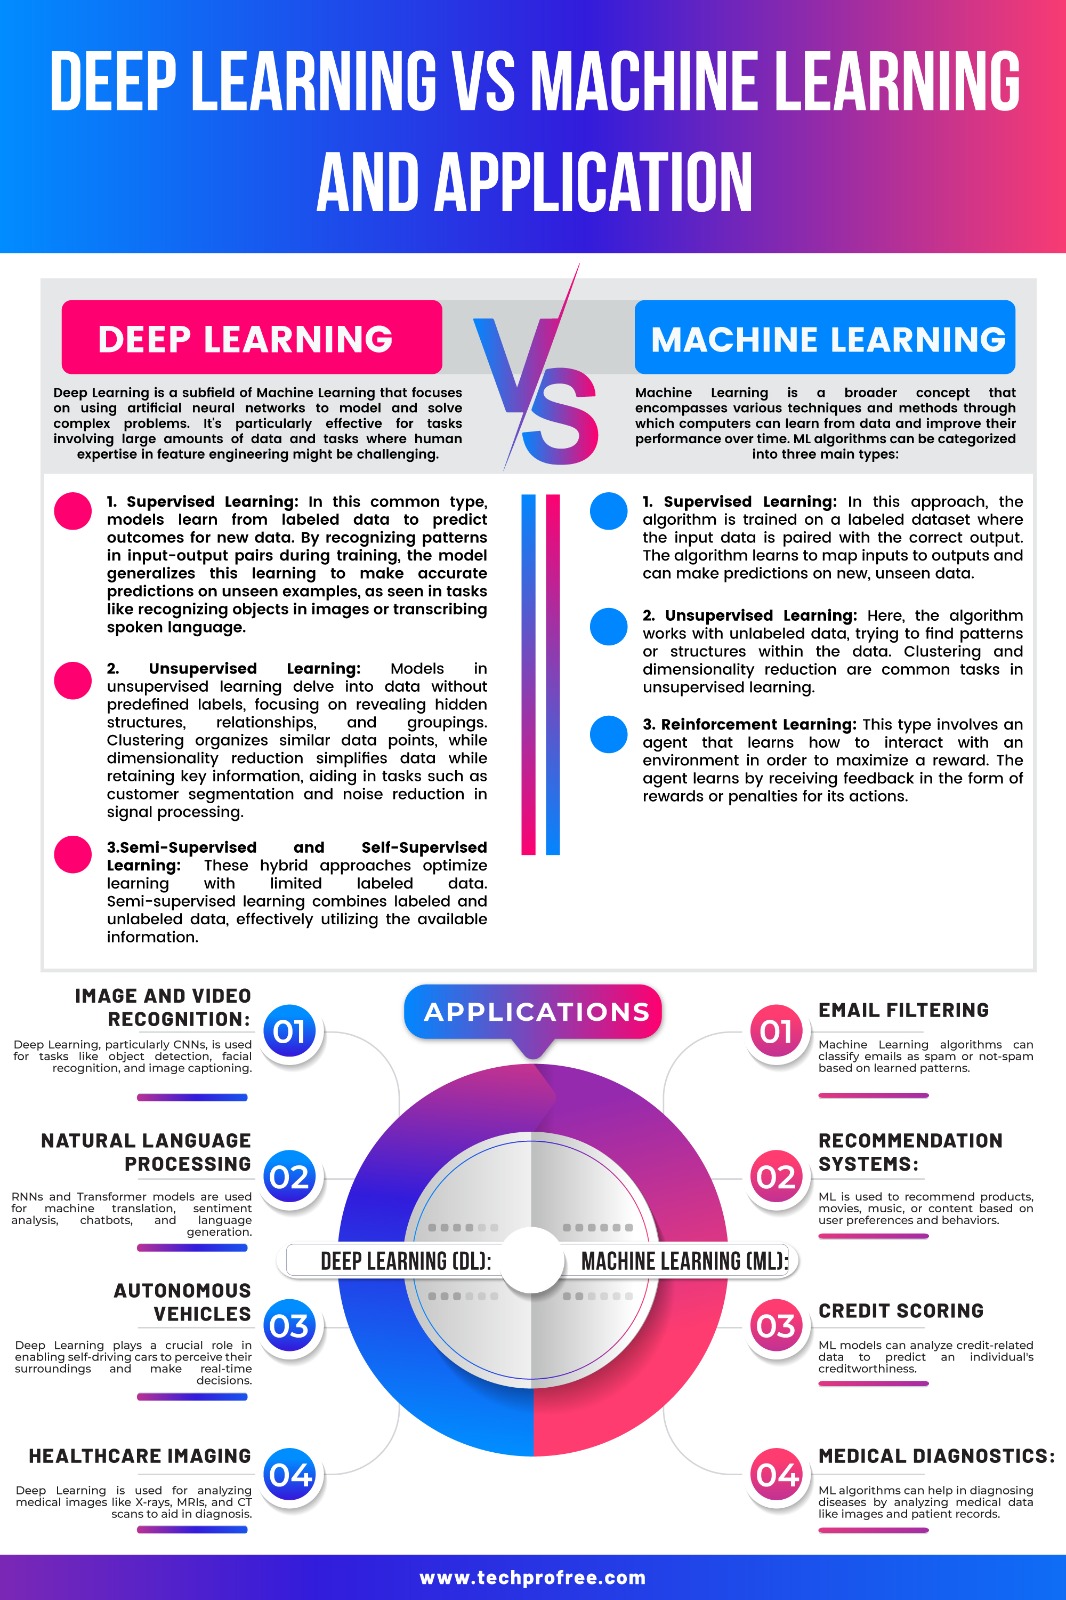 DEEP LEARNING VS MACHINE LEARNING
AND APPLICATION
DEEP LEARNING
VS
MACHINE LEARNING
Deep Learning is a subfield of Machine Learning that focuses
on using artificial neural networks to model and solve
complex problems. It's particularly effective for tasks
involving large amounts of data and tasks where human
expertise in feature engineering might be challenging.
Machine Learning is a broader concept that
encompasses various techniques and methods through
which computers can learn from data and improve their
performance over time. ML algorithms can be categorized
into three main types:
1. Supervised Learning: In this common type,
models learn from labeled data to predict
outcomes for new data. By recognizing patterns
in input-output pairs during training, the model
generalizes this learning to make accurate
predictions on unseen examples, as seen in tasks
like recognizing objects in images or transcribing
spoken language.
2. Unsupervised Learning: Models in
unsupervised learning delve into data without
predefined labels, focusing on revealing hidden
structures, relationships, and groupings.
Clustering organizes similar data points, while
dimensionality reduction simplifies data while
retaining key information, aiding in tasks such as
customer segmentation and noise reduction in
signal processing.
3.Semi-Supervised and Self-Supervised
Learning: These hybrid approaches optimize
learning with limited labeled data.
Semi-supervised learning combines labeled and
unlabeled data, effectively utilizing the available
information.
1. Supervised Learning: In this approach, the
algorithm is trained on a labeled dataset where
the input data is paired with the correct output.
The algorithm learns to map inputs to outputs and
can make predictions on new, unseen data.
2. Unsupervised Learning: Here, the algorithm
works with unlabeled data, trying to find patterns
or structures within the data. Clustering and
dimensionality reduction are common tasks in
unsupervised learning.
3. Reinforcement Learning: This type involves an
agent that learns how to interact with an
environment in order to maximize a reward. The
agent learns by receiving feedback in the form of
rewards or penalties for its actions.
APPLICATIONS
DEEP LEARNING (DL):
MACHINE LEARNING (ML):
IMAGE AND VIDEO
RECOGNITION:
01
Deep Learning, particularly CNNs, is used
for tasks like object detection, facial
recognition, and image captioning.
NATURAL LANGUAGE
PROCESSING
02
RNNs and Transformer models are used
for machine translation, sentiment
analysis, chatbots, and language
generation.
AUTONOMOUS
VEHICLES
03
Deep Learning plays a crucial role in
enabling self-driving cars to perceive their
surroundings and make real-time
decisions.
HEALTHCARE IMAGING
04
Deep Learning is used for analyzing
medical images like X-rays, MRIs, and CT
scans to aid in diagnosis.
01
EMAIL FILTERING
Machine Learning algorithms can
classify emails as spam or not-spam
based on learned patterns.
02
RECOMMENDATION
SYSTEMS:
ML is used to recommend products,
movies, music, or content based on
user preferences and behaviors.
03
CREDIT SCORING
ML models can analyze credit-related
data to predict an individual's
creditworthiness.
04
MEDICAL DIAGNOSTICS:
ML algorithms can help in diagnosing
diseases by analyzing medical data
like images and patient records.
www.techprofree.com